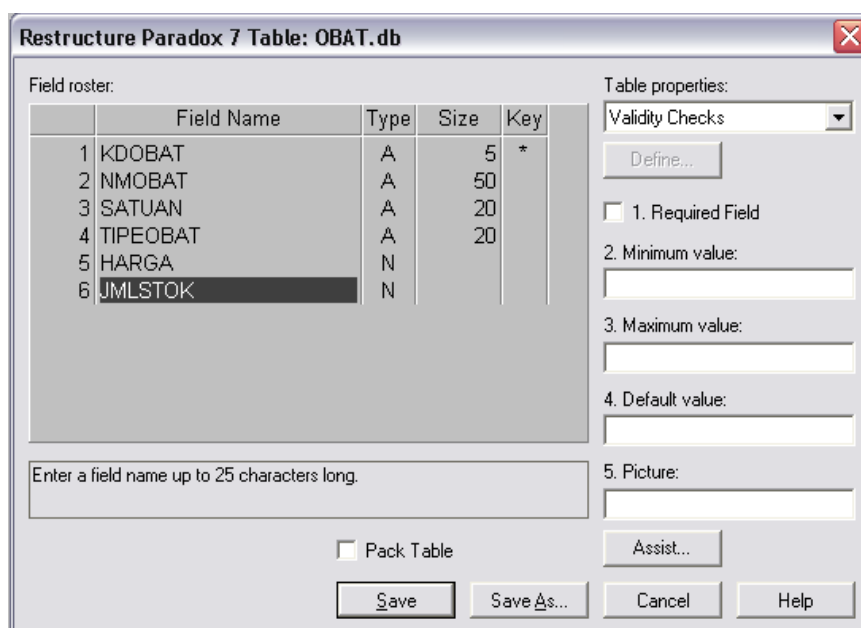 Restructure Paradox 7 Table: OBAT.db
Field roster:
Field Name Type Size Key
1 KDOBAT A 5 *
2 NMOBAT A 50
3 SATUAN A 20
4 TIPEOBAT A 20
5 HARGA N
6 JMLSTOK N
Enter a field name up to 25 characters long.
Pack Table
Save Save As...
Table properties:
Validity Checks
Define...
1. Required Field
2. Minimum value:
3. Maximum value:
4. Default value:
5. Picture:
Assist...
Cancel Help